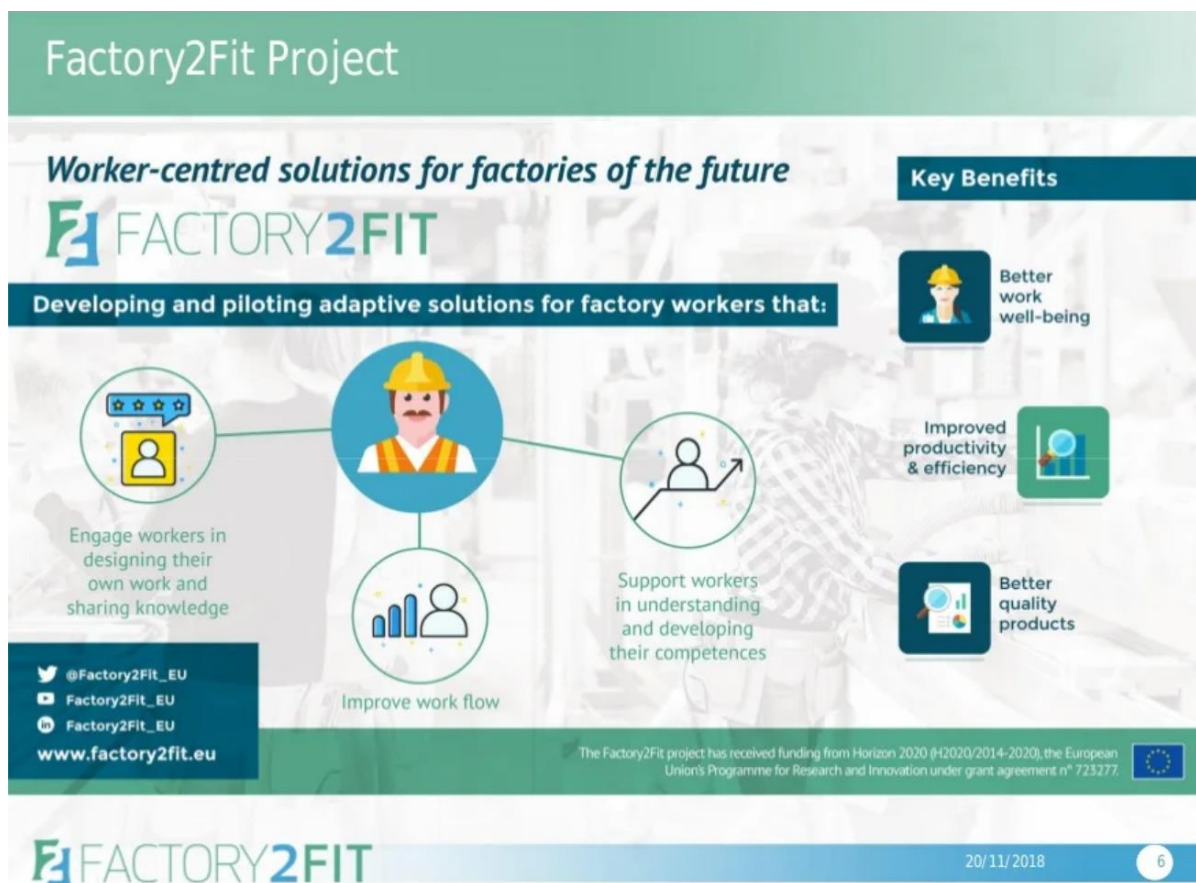 Factory2Fit Project
Worker-centred solutions for factories of the future
FACTORY2FIT
Developing and piloting adaptive solutions for factory workers that:
Engage workers in
designing their
own work and
sharing knowledge
Improve work flow
Support workers
in understanding
and developing
their competences
Key Benefits
Better
work
well-being
Improved
productivity
& efficiency
Better
quality
products
@Factory2Fit_EU
Factory2Fit_EU
Factory2Fit_EU
www.factory2fit.eu
The Factory2Fit project has received funding from Horizon 2020 (H2020/2014-2020), the European
Union's Programme for Research and Innovation under grant agreement n° 723277.
FACTORY2FIT
20/11/2018
6